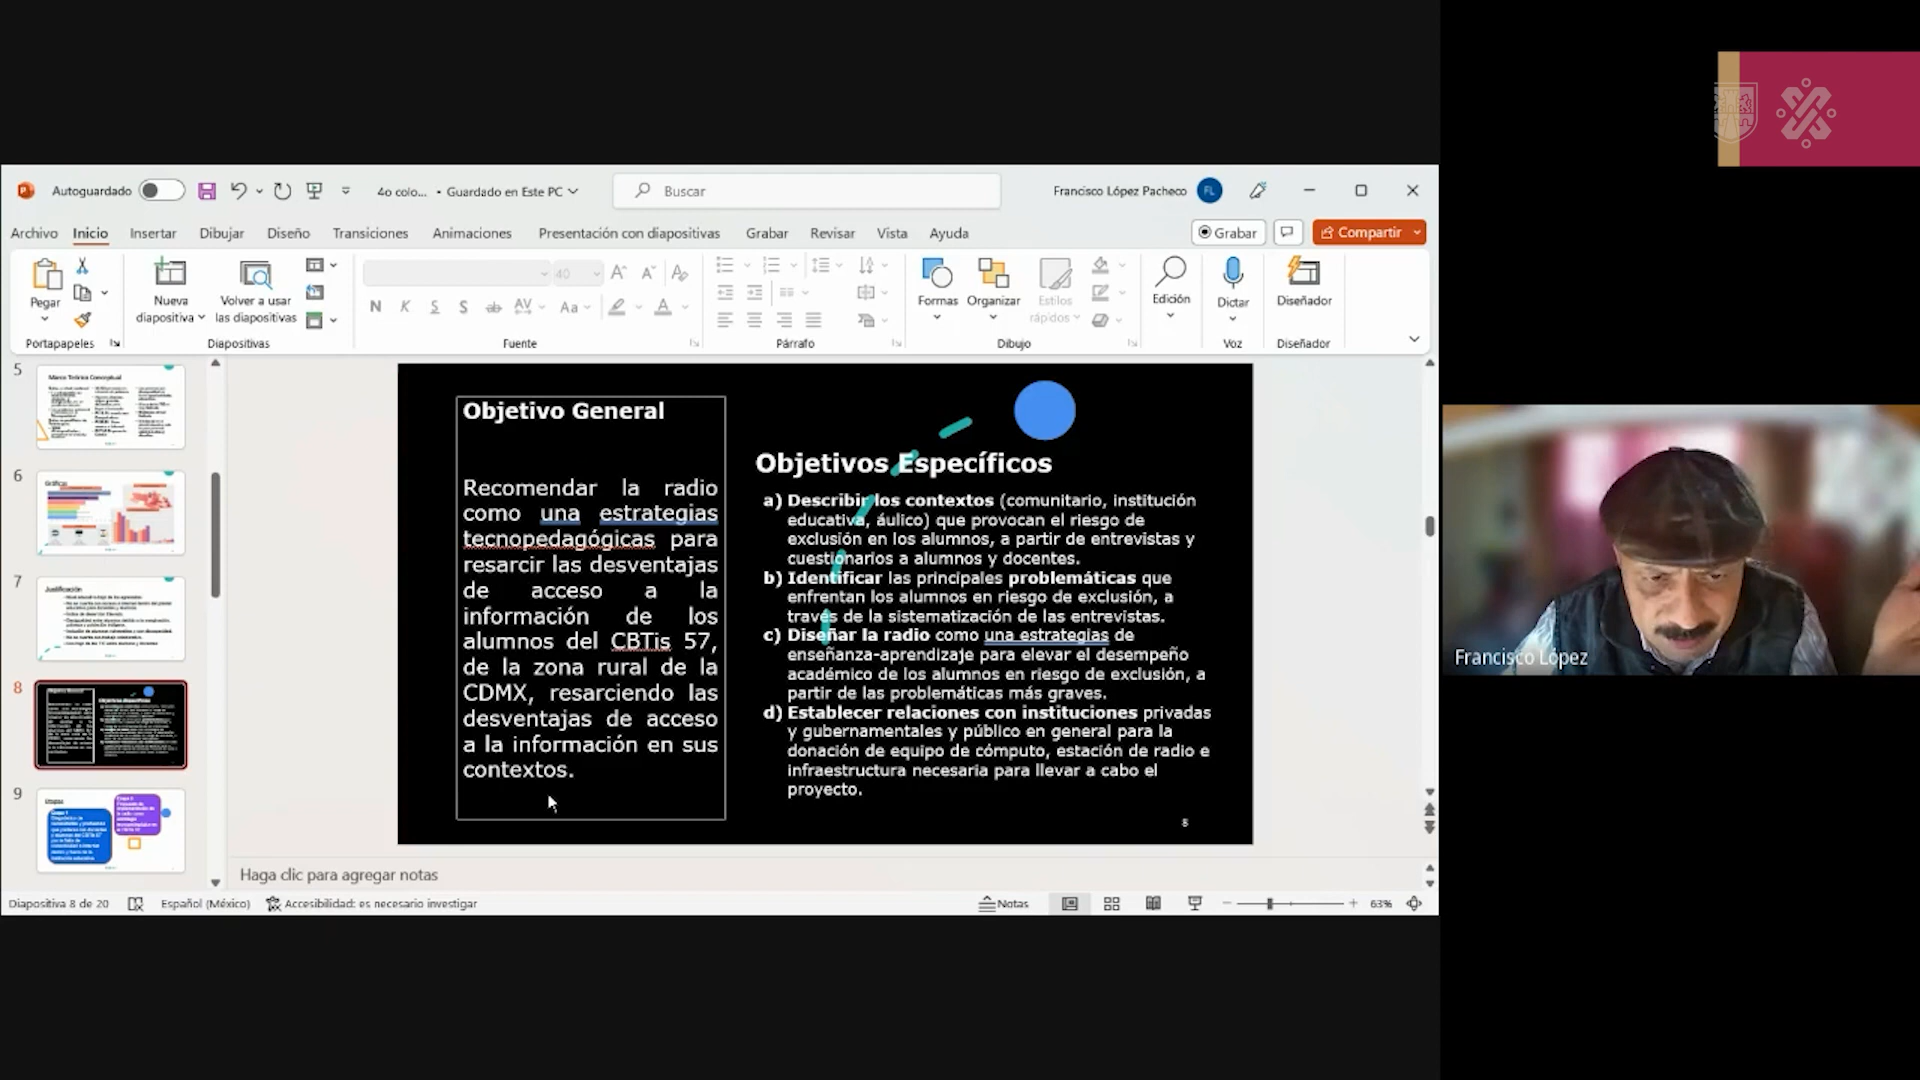 Autoguardado
4o colo... • Guardado en Este PC
Buscar
Francisco López Pacheco
FL
Archivo
Inicio
Insertar
Dibujar
Diseño
Transiciones
Animaciones
Presentación con diapositivas
Grabar
Revisar
Vista
Ayuda
Grabar
Compartir
Pegar
Nueva
diapositiva
Volver a usar
las diapositivas
40
N K S S ab AV Aa A
Formas
Organizar
Estilos
rápidos
Edición
Dictar
Diseñador
Portapapeles
Diapositivas
Fuente
Párrafo
Dibujo
Voz
Diseñador
5
Marco Teórico Conceptual
6
Gráficas
7
Justificación
8
9
Etapas
Objetivo General
Recomendar la radio
como una estrategias
tecnopedagógicas para
resarcir las desventajas
de acceso a la
información de los
alumnos del CBTis 57,
de la zona rural de la
CDMX, resarciendo las
desventajas de acceso
a la información en sus
contextos.
Objetivos Específicos
a) Describir los contextos (comunitario, institución
educativa, áulico) que provocan el riesgo de
exclusión en los alumnos, a partir de entrevistas y
cuestionarios a alumnos y docentes.
b) Identificar las principales problemáticas que
enfrentan los alumnos en riesgo de exclusión, a
través de la sistematización de las entrevistas.
c) Diseñar la radio como una estrategias de
enseñanza-aprendizaje para elevar el desempeño
académico de los alumnos en riesgo de exclusión, a
partir de las problemáticas más graves.
d) Establecer relaciones con instituciones privadas
y gubernamentales y público en general para la
donación de equipo de cómputo, estación de radio e
infraestructura necesaria para llevar a cabo el
proyecto.
8
Haga clic para agregar notas
Diapositiva 8 de 20
Español (México)
Accesibilidad: es necesario investigar
Notas
63%
Francisco López